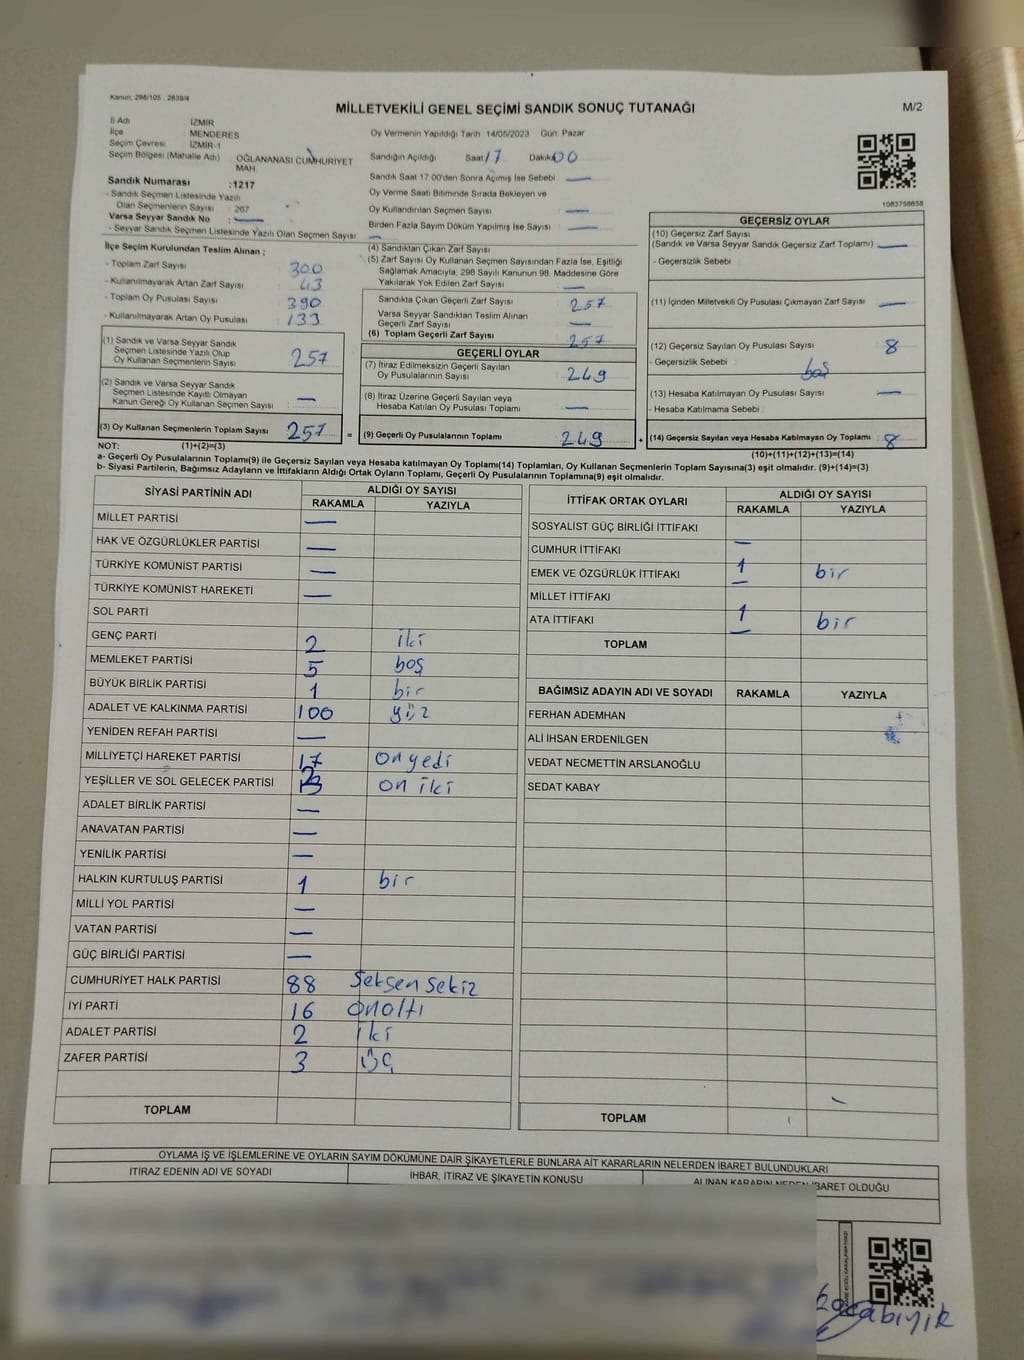 Kanun: 298/105 , 2839/4
MİLLETVEKİLİ GENEL SEÇİMİ SANDIK SONUÇ TUTANAĞI
M/2
İl Adı : İZMİR
İlçe : MENDERES
Seçim Çevresi : İZMİR-1
Seçim Bölgesi (Mahalle Adı) : OĞLANANASI CUMHURİYET MAH.
Sandık Numarası :1217
- Sandık Seçmen Listesinde Yazılı
Olan Seçmenlerin Sayısı : 267
Varsa Seyyar Sandık No : —
- Seyyar Sandık Seçmen Listesinde Yazılı Olan Seçmen Sayısı : —
Oy Vermenin Yapıldığı Tarih 14/05/2023 Gün Pazar
Sandığın Açıldığı Saat 17 Dakika 00
Sandık Saat 17.00'den Sonra Açılmış İse Sebebi —
Oy Verme Saati Bitiminde Sırada Bekleyen ve
Oy Kullandırılan Seçmen Sayısı —
Birden Fazla Sayım Döküm Yapılmış İse Sayısı —
1083758658
İlçe Seçim Kurulundan Teslim Alınan ;
- Toplam Zarf Sayısı 300
- Kullanılmayarak Artan Zarf Sayısı 43
- Toplam Oy Pusulası Sayısı 390
- Kullanılmayarak Artan Oy Pusulası 133
(1) Sandık ve Varsa Seyyar Sandık
Seçmen Listesinde Yazılı Olup
Oy Kullanan Seçmenlerin Sayısı 257
(2) Sandık ve Varsa Seyyar Sandık
Seçmen Listesinde Kayıtlı Olmayan
Kanun Gereği Oy Kullanan Seçmen Sayısı : —
(3) Oy Kullanan Seçmenlerin Toplam Sayısı 257 =
(4) Sandıktan Çıkan Zarf Sayısı
(5) Zarf Sayısı Oy Kullanan Seçmen Sayısından Fazla İse, Eşitliği
Sağlamak Amacıyla, 298 Sayılı Kanunun 98. Maddesine Göre
Yakılarak Yok Edilen Zarf Sayısı —
Sandıkta Çıkan Geçerli Zarf Sayısı 257
Varsa Seyyar Sandıktan Teslim Alınan
Geçerli Zarf Sayısı —
(6) Toplam Geçerli Zarf Sayısı 257
GEÇERLİ OYLAR
(7) İtiraz Edilmeksizin Geçerli Sayılan
Oy Pusulalarının Sayısı 249
(8) İtiraz Üzerine Geçerli Sayılan veya
Hesaba Katılan Oy Pusulası Toplamı —
(9) Geçerli Oy Pusulalarının Toplamı 249 +
GEÇERSİZ OYLAR
(10) Geçersiz Zarf Sayısı
(Sandık ve Varsa Seyyar Sandık Geçersiz Zarf Toplamı) —
- Geçersizlik Sebebi :
(11) İçinden Milletvekili Oy Pusulası Çıkmayan Zarf Sayısı —
(12) Geçersiz Sayılan Oy Pusulası Sayısı : 8
- Geçersizlik Sebebi : boş
(13) Hesaba Katılmayan Oy Pusulası Sayısı —
- Hesaba Katılmama Sebebi :
(14) Geçersiz Sayılan veya Hesaba Katılmayan Oy Toplamı : 8
NOT: (1)+(2)=(3)
(10)+(11)+(12)+(13)=(14)
a- Geçerli Oy Pusulalarının Toplamı(9) ile Geçersiz Sayılan veya Hesaba katılmayan Oy Toplamı(14) Toplamları, Oy Kullanan Seçmenlerin Toplam Sayısına(3) eşit olmalıdır. (9)+(14)=(3)
b- Siyasi Partilerin, Bağımsız Adayların ve İttifakların Aldığı Ortak Oyların Toplamı, Geçerli Oy Pusulalarının Toplamına(9) eşit olmalıdır.
SİYASİ PARTİNİN ADI ALDIĞI OY SAYISI
RAKAMLA YAZIYLA
MİLLET PARTİSİ —
HAK VE ÖZGÜRLÜKLER PARTİSİ —
TÜRKİYE KOMÜNİST PARTİSİ —
TÜRKİYE KOMÜNİST HAREKETİ —
SOL PARTİ
GENÇ PARTİ 2 iki
MEMLEKET PARTİSİ 5 boş
BÜYÜK BİRLİK PARTİSİ 1 bir
ADALET VE KALKINMA PARTİSİ 100 yüz
YENİDEN REFAH PARTİSİ —
MİLLİYETÇİ HAREKET PARTİSİ 17 onyedi
YEŞİLLER VE SOL GELECEK PARTİSİ on iki
ADALET BİRLİK PARTİSİ —
ANAVATAN PARTİSİ —
YENİLİK PARTİSİ —
HALKIN KURTULUŞ PARTİSİ 1 bir
MİLLİ YOL PARTİSİ —
VATAN PARTİSİ —
GÜÇ BİRLİĞİ PARTİSİ —
CUMHURİYET HALK PARTİSİ 88 Seksen sekiz
İYİ PARTİ 16 onaltı
ADALET PARTİSİ 2 iki
ZAFER PARTİSİ 3 üç
TOPLAM
İTTİFAK ORTAK OYLARI ALDIĞI OY SAYISI
RAKAMLA YAZIYLA
SOSYALİST GÜÇ BİRLİĞİ İTTİFAKI —
CUMHUR İTTİFAKI 1 bir
EMEK VE ÖZGÜRLÜK İTTİFAKI —
MİLLET İTTİFAKI 1 bir
ATA İTTİFAKI —
TOPLAM
BAĞIMSIZ ADAYIN ADI VE SOYADI RAKAMLA YAZIYLA
FERHAN ADEMHAN
ALİ İHSAN ERDENİLGEN
VEDAT NECMETTİN ARSLANOĞLU
SEDAT KABAY
TOPLAM
OYLAMA İŞ VE İŞLEMLERİNE VE OYLARIN SAYIM DÖKÜMÜNE DAİR ŞİKAYETLERLE BUNLARA AİT KARARLARIN NELERDEN İBARET BULUNDUKLARI
İTİRAZ EDENİN ADI VE SOYADI İHBAR, İTİRAZ VE ŞİKAYETİN KONUSU ALINAN KARARIN NEDEN İBARET OLDUĞU
Kocabıyık